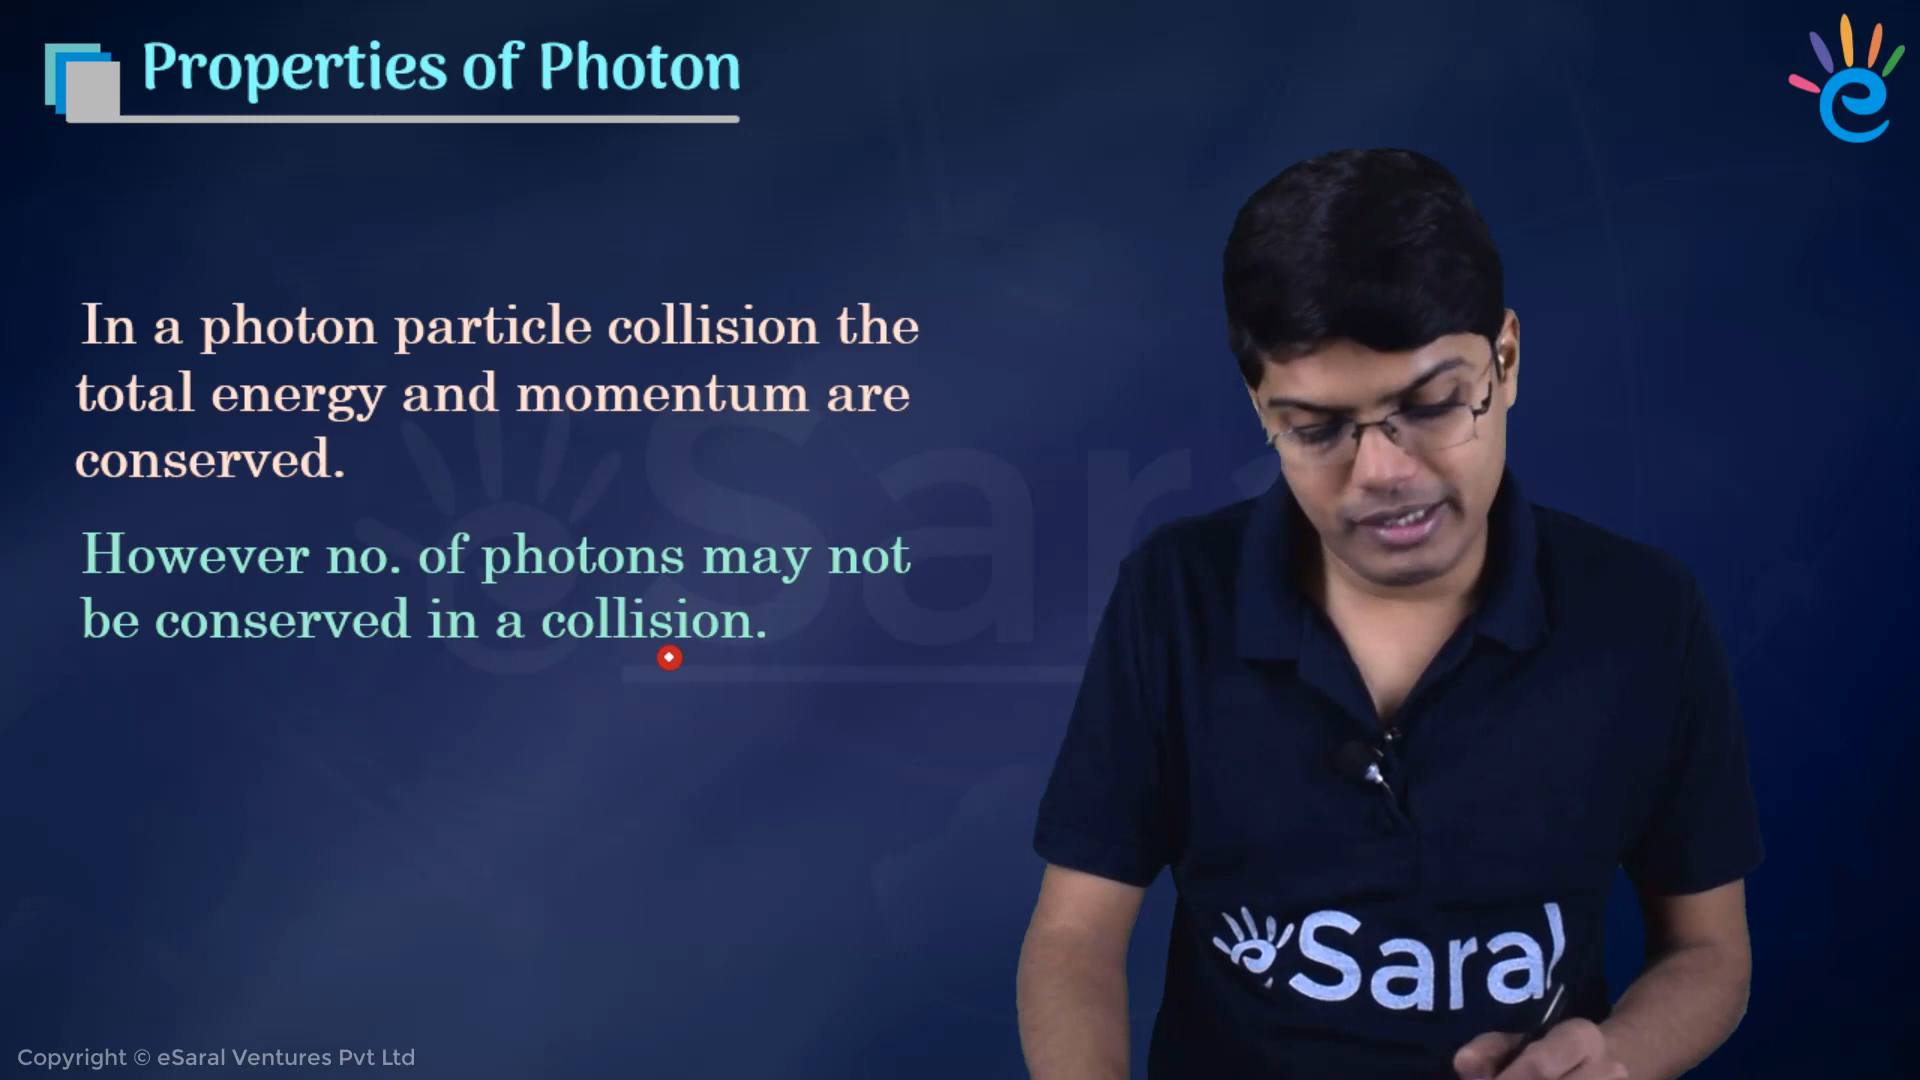 Properties of Photon
In a photon particle collision the
total energy and momentum are
conserved.
However no. of photons may not
be conserved in a collision.
eSaral
Copyright © eSaral Ventures Pvt Ltd